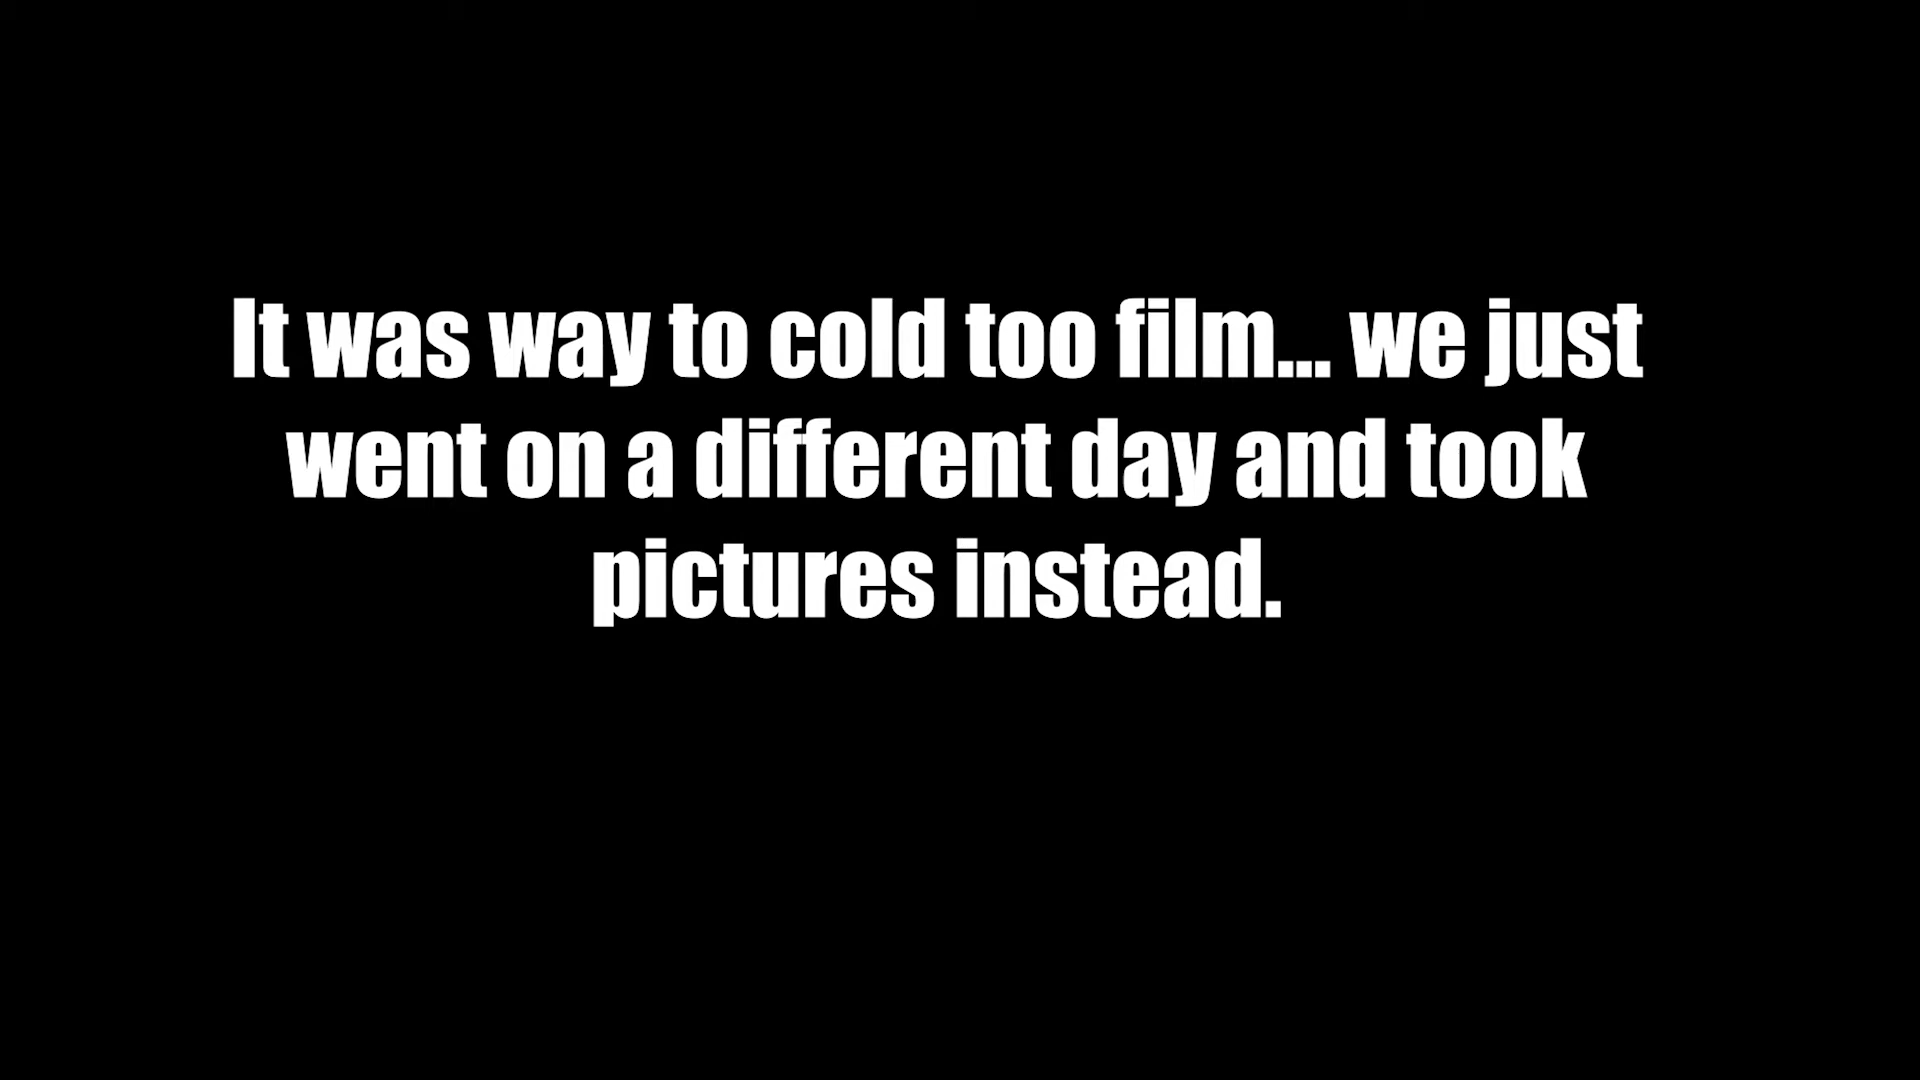 It was way to cold too film... we just
went on a different day and took
pictures instead.